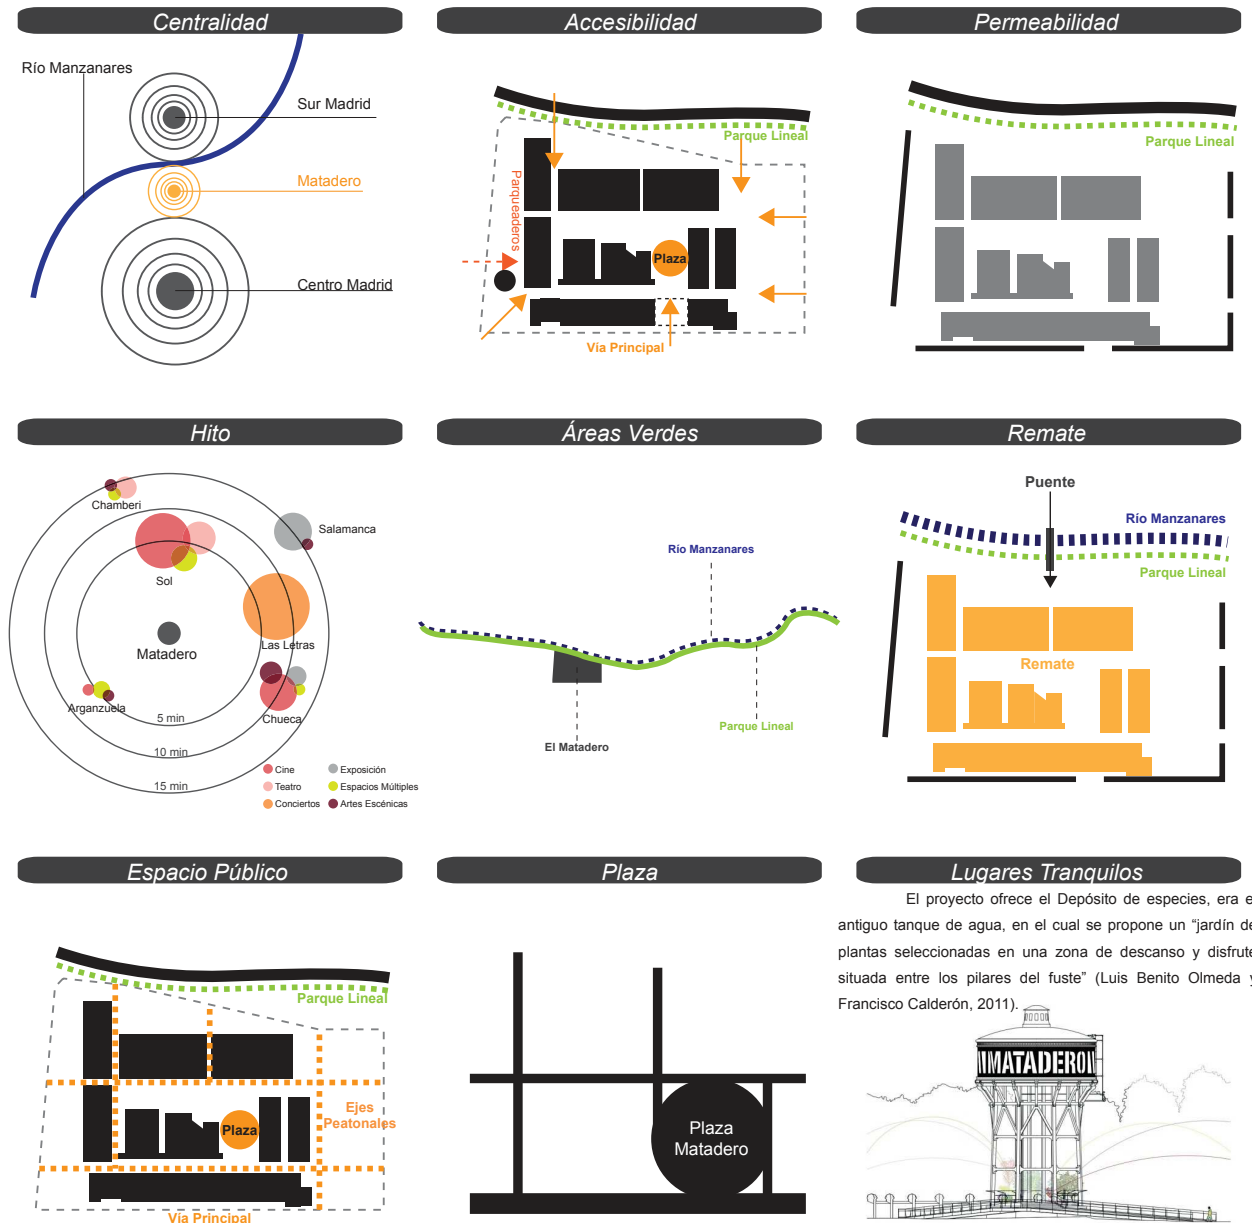 Centralidad
Río Manzanares
Sur Madrid
Matadero
Centro Madrid
Accesibilidad
Parque Lineal
Parqueaderos
Plaza
Vía Principal
Permeabilidad
Parque Lineal
Hito
Chamberi
Salamanca
Sol
Las Letras
Matadero
Arganzuela
Chueca
5 min
10 min
15 min
Cine
Exposición
Teatro
Espacios Múltiples
Conciertos
Artes Escénicas
Áreas Verdes
Río Manzanares
El Matadero
Parque Lineal
Remate
Puente
Río Manzanares
Parque Lineal
Remate
Espacio Público
Parque Lineal
Ejes
Peatonales
Plaza
Vía Principal
Plaza
Plaza
Matadero
Lugares Tranquilos
El proyecto ofrece el Depósito de especies, era e
antiguo tanque de agua, en el cual se propone un “jardín de
plantas seleccionadas en una zona de descanso y disfrute
situada entre los pilares del fuste” (Luis Benito Olmeda y
Francisco Calderón, 2011).
MATADERO